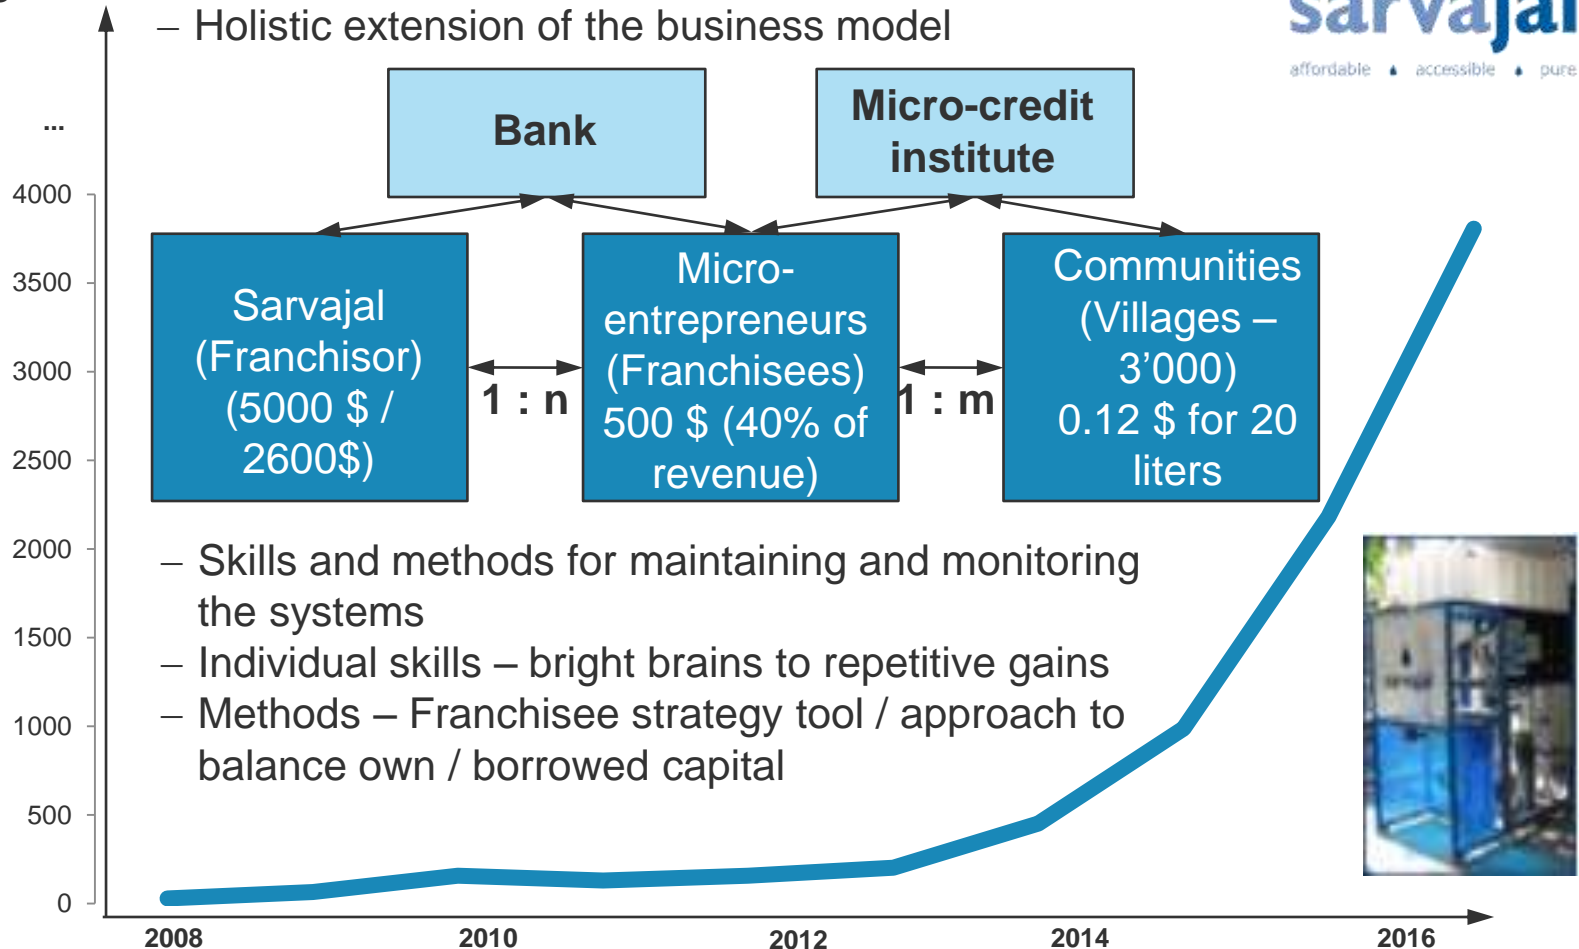 – Holistic extension of the business model
sarvajal
affordable accessible pure
Bank
Micro-credit
institute
...
4000
3500
3000
2500
2000
1500
1000
500
0
Sarvajal
(Franchisor)
(5000 $ /
2600$)
1 : n
Micro-
entrepreneurs
(Franchisees)
500 $ (40% of
revenue)
1 : m
Communities
(Villages –
3’000)
0.12 $ for 20
liters
– Skills and methods for maintaining and monitoring
the systems
– Individual skills – bright brains to repetitive gains
– Methods – Franchisee strategy tool / approach to
balance own / borrowed capital
2008 2010 2012 2014 2016